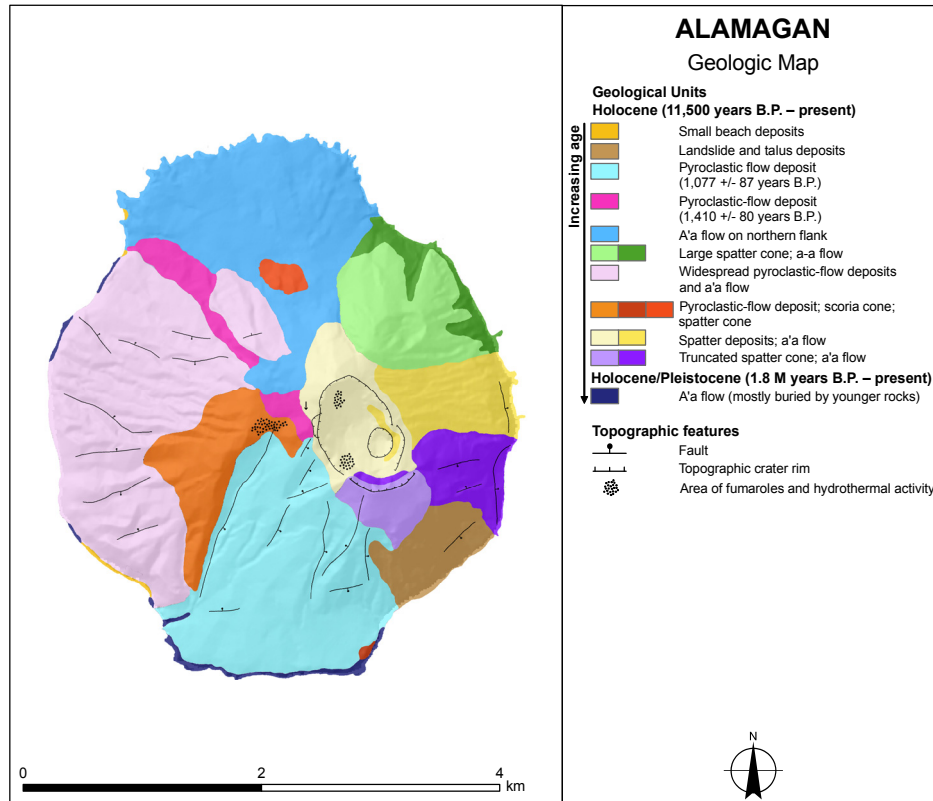 ALAMAGAN
Geologic Map
Geological Units
Holocene (11,500 years B.P. – present)
Increasing age
Small beach deposits
Landslide and talus deposits
Pyroclastic flow deposit
(1,077 +/- 87 years B.P.)
Pyroclastic-flow deposit
(1,410 +/- 80 years B.P.)
A'a flow on northern flank
Large spatter cone; a-a flow
Widespread pyroclastic-flow deposits
and a'a flow
Pyroclastic-flow deposit; scoria cone;
spatter cone
Spatter deposits; a'a flow
Truncated spatter cone; a'a flow
Holocene/Pleistocene (1.8 M years B.P. – present)
A'a flow (mostly buried by younger rocks)
Topographic features
Fault
Topographic crater rim
Area of fumaroles and hydrothermal activity
N
0 2 4
km